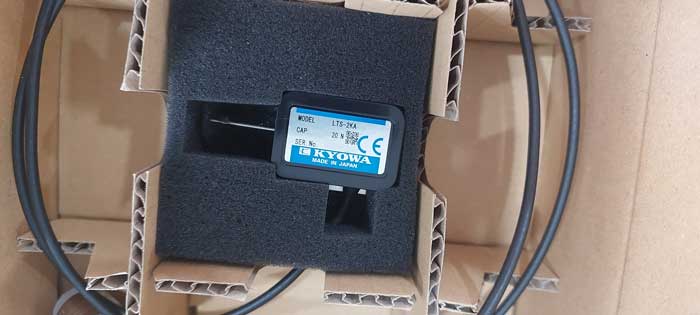 MODEL LTS-2KA
CAP. 20 N
SER No.
CE
KYOWA
MADE IN JAPAN